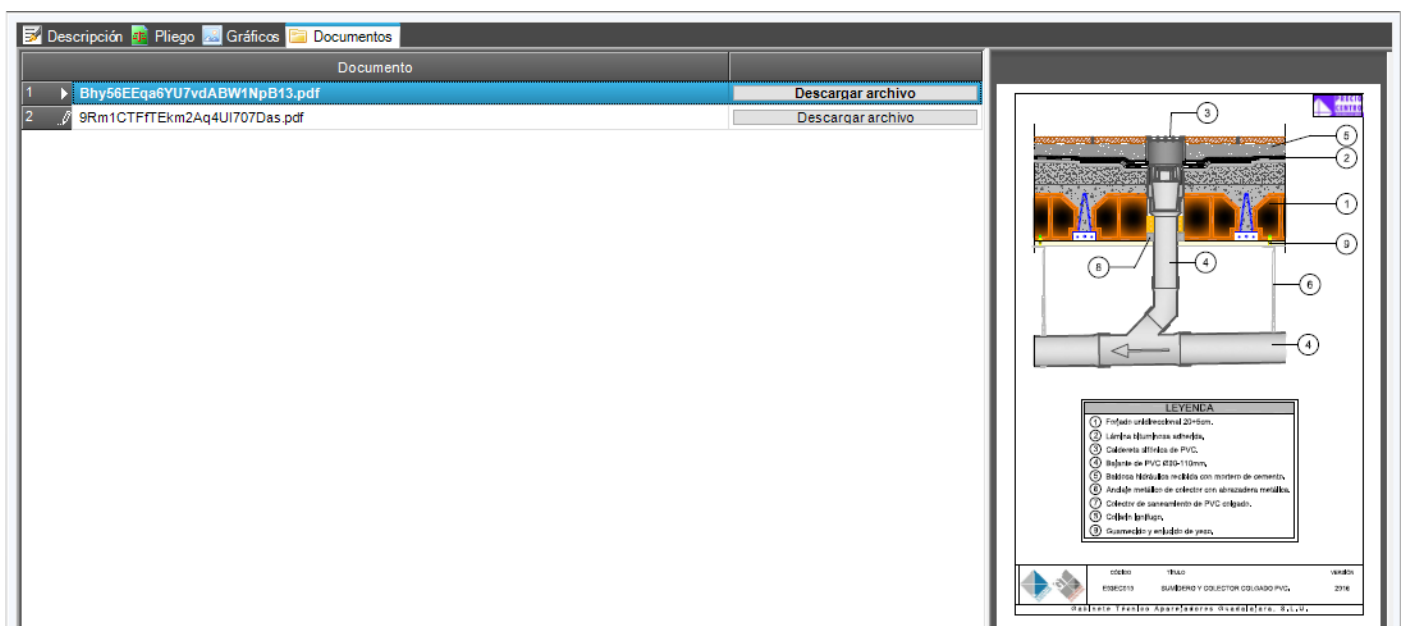 Descripción Pliego Gráficos Documentos
Documento
1 Bhy56EEqa6YU7vdABW1NpB13.pdf Descargar archivo
2 9Rm1CTFfTEkm2Aq4UI707Das.pdf Descargar archivo
3
5
2
1
9
8
4
6
4
LEYENDA
1 Forjado unidireccional 20+5cm.
2 Lámina bituminosa adherida.
3 Caldereta sifónica de PVC.
4 Bajante de PVC Ø90-110mm.
5 Baldosa hidráulica recibida con mortero de cemento.
6 Anclaje metálico de colector con abrazadera metálica.
7 Colector de saneamiento de PVC colgado.
8 Collarín ignífugo.
9 Guarnecido y enlucido de yeso.
CÓDIGO TÍTULO VERSIÓN
SUMIDERO Y COLECTOR COLGADO PVC. 2016
Gabinete Técnico Aparejadores Guadalajara, S.L.U.